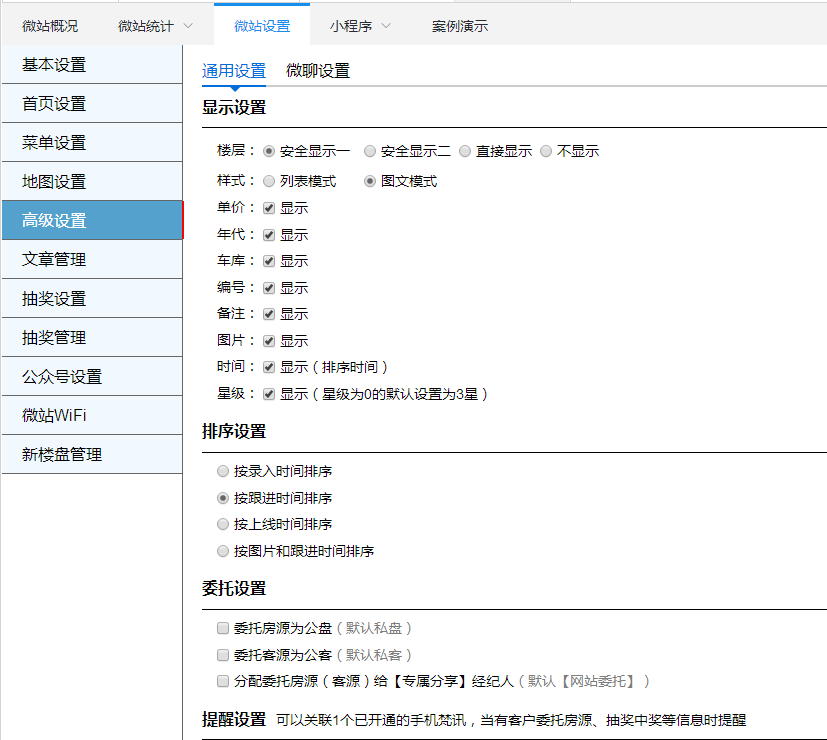 微站概况 微站统计 微站设置 小程序 案例演示
基本设置
首页设置
菜单设置
地图设置
高级设置
文章管理
抽奖设置
抽奖管理
公众号设置
微站WiFi
新楼盘管理
通用设置 微聊设置
显示设置
楼层： 安全显示一 安全显示二 直接显示 不显示
样式： 列表模式 图文模式
单价： 显示
年代： 显示
车库： 显示
编号： 显示
备注： 显示
图片： 显示
时间： 显示（排序时间）
星级： 显示（星级为0的默认设置为3星）
排序设置
按录入时间排序
按跟进时间排序
按上线时间排序
按图片和跟进时间排序
委托设置
委托房源为公盘（默认私盘）
委托客源为公客（默认私客）
分配委托房源（客源）给【专属分享】经纪人（默认【网站委托】）
提醒设置 可以关联1个已开通的手机梵讯，当有客户委托房源、抽奖中奖等信息时提醒